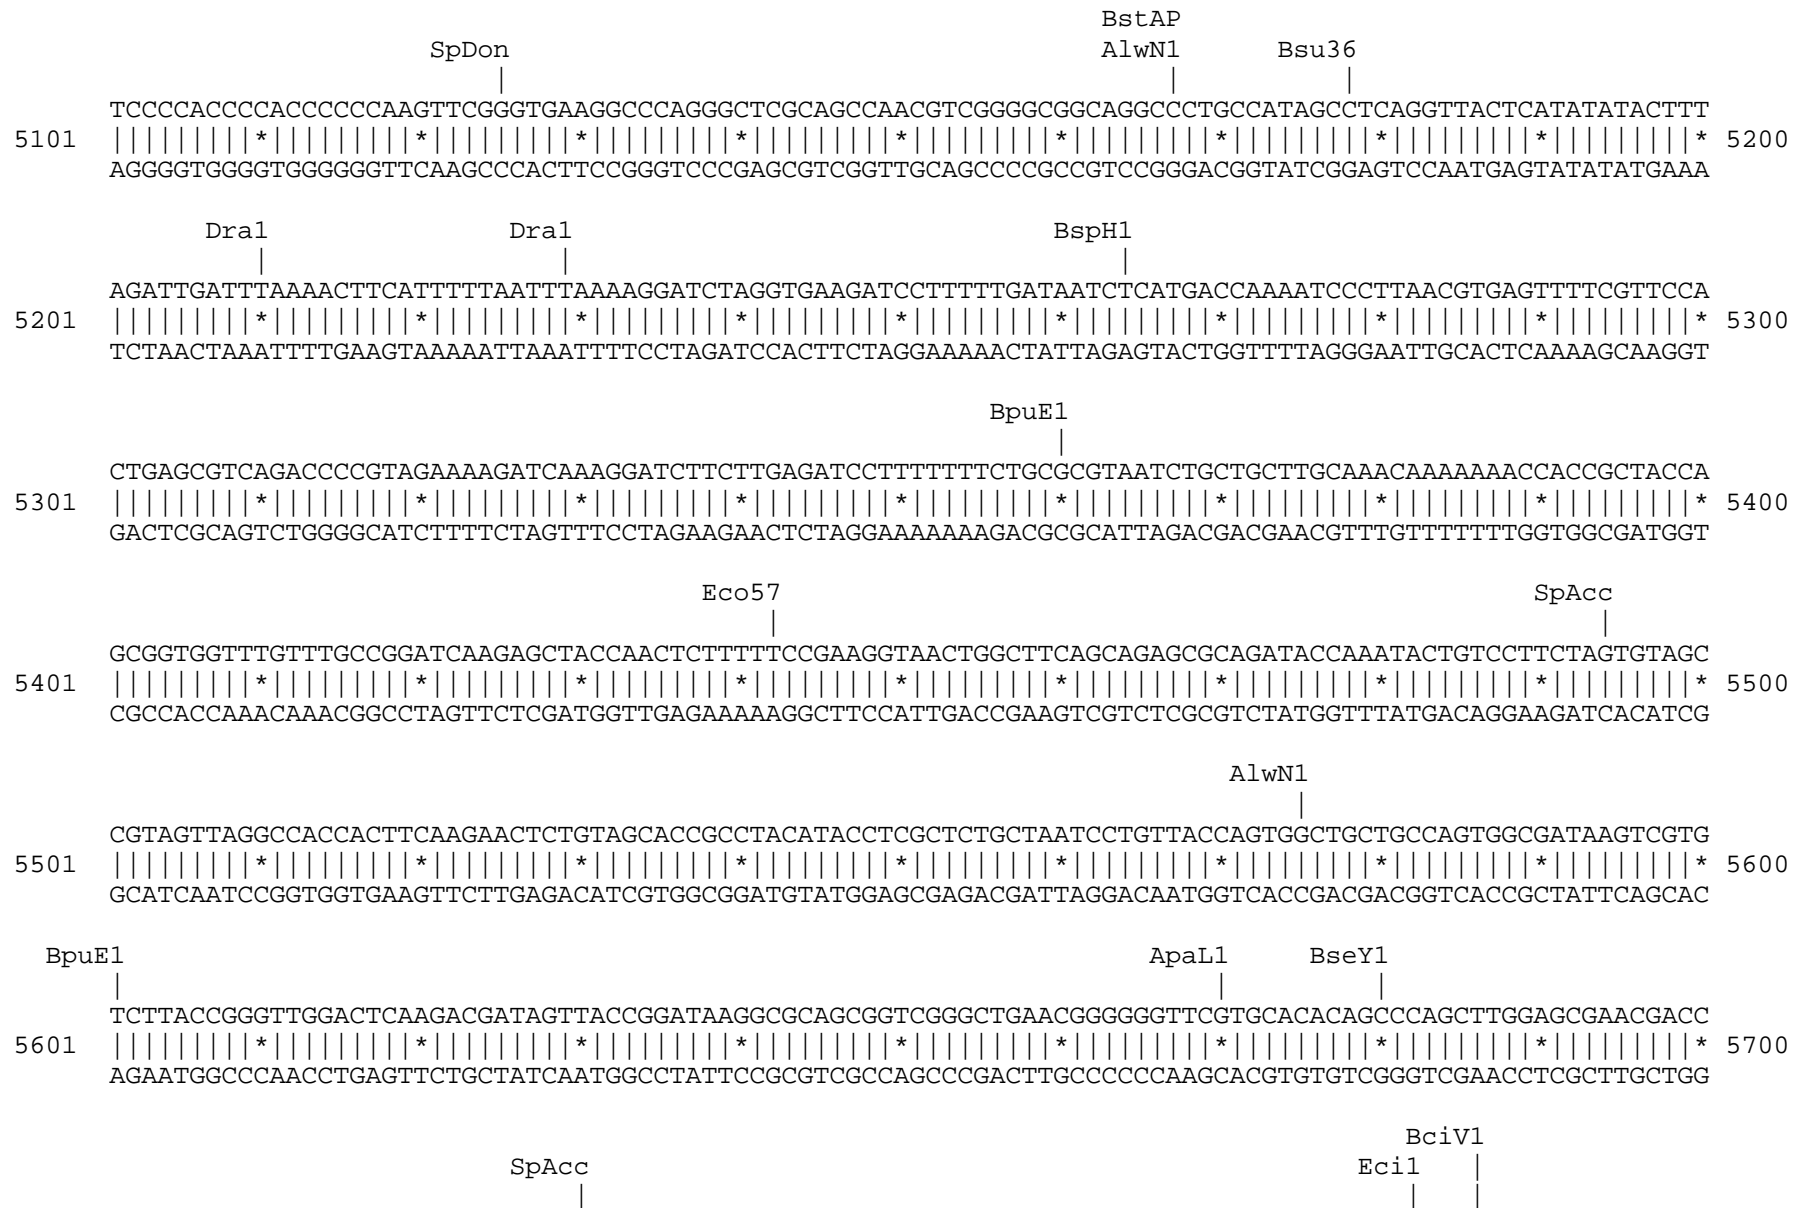 BstAP
SpDon AlwN1 Bsu36
| | |
TCCCCACCCCACCCCCCAAGTTCGGGTGAAGGCCCAGGGCTCGCAGCCAACGTCGGGGCGGCAGGCCCTGCCATAGCCTCAGGTTACTCATATATACTTT
5101 |||||||||*|||||||||*|||||||||*|||||||||*|||||||||*|||||||||*|||||||||*|||||||||*|||||||||*|||||||||* 5200
AGGGGTGGGGTGGGGGGTTCAAGCCCACTTCCGGGTCCCGAGCGTCGGTTGCAGCCCCGCCGTCCGGGACGGTATCGGAGTCCAATGAGTATATATGAAA
Dra1 Dra1 BspH1
| | |
AGATTGATTTAAAACTTCATTTTTAATTTAAAAGGATCTAGGTGAAGATCCTTTTTGATAATCTCATGACCAAAATCCCTTAACGTGAGTTTTCGTTCCA
5201 |||||||||*|||||||||*|||||||||*|||||||||*|||||||||*|||||||||*|||||||||*|||||||||*|||||||||*|||||||||* 5300
TCTAACTAAATTTTGAAGTAAAAATTAAATTTTCCTAGATCCACTTCTAGGAAAAACTATTAGAGTACTGGTTTTAGGGAATTGCACTCAAAAGCAAGGT
BpuE1
|
CTGAGCGTCAGACCCCGTAGAAAAGATCAAAGGATCTTCTTGAGATCCTTTTTTTCTGCGCGTAATCTGCTGCTTGCAAACAAAAAAACCACCGCTACCA
5301 |||||||||*|||||||||*|||||||||*|||||||||*|||||||||*|||||||||*|||||||||*|||||||||*|||||||||*|||||||||* 5400
GACTCGCAGTCTGGGGCATCTTTTCTAGTTTCCTAGAAGAACTCTAGGAAAAAAAGACGCGCATTAGACGACGAACGTTTGTTTTTTTGGTGGCGATGGT
Eco57 SpAcc
| |
GCGGTGGTTTGTTTGCCGGATCAAGAGCTACCAACTCTTTTTCCGAAGGTAACTGGCTTCAGCAGAGCGCAGATACCAAATACTGTCCTTCTAGTGTAGC
5401 |||||||||*|||||||||*|||||||||*|||||||||*|||||||||*|||||||||*|||||||||*|||||||||*|||||||||*|||||||||* 5500
CGCCACCAAACAAACGGCCTAGTTCTCGATGGTTGAGAAAAAGGCTTCCATTGACCGAAGTCGTCTCGCGTCTATGGTTTATGACAGGAAGATCACATCG
AlwN1
|
CGTAGTTAGGCCACCACTTCAAGAACTCTGTAGCACCGCCTACATACCTCGCTCTGCTAATCCTGTTACCAGTGGCTGCTGCCAGTGGCGATAAGTCGTG
5501 |||||||||*|||||||||*|||||||||*|||||||||*|||||||||*|||||||||*|||||||||*|||||||||*|||||||||*|||||||||* 5600
GCATCAATCCGGTGGTGAAGTTCTTGAGACATCGTGGCGGATGTATGGAGCGAGACGATTAGGACAATGGTCACCGACGACGGTCACCGCTATTCAGCAC
BpuE1 ApaL1 BseY1
| | |
TCTTACCGGGTTGGACTCAAGACGATAGTTACCGGATAAGGCGCAGCGGTCGGGCTGAACGGGGGGTTCGTGCACACAGCCCAGCTTGGAGCGAACGACC
5601 |||||||||*|||||||||*|||||||||*|||||||||*|||||||||*|||||||||*|||||||||*|||||||||*|||||||||*|||||||||* 5700
AGAATGGCCCAACCTGAGTTCTGCTATCAATGGCCTATTCCGCGTCGCCAGCCCGACTTGCCCCCCAAGCACGTGTGTCGGGTCGAACCTCGCTTGCTGG
BciV1
SpAcc Eci1 |
| | |